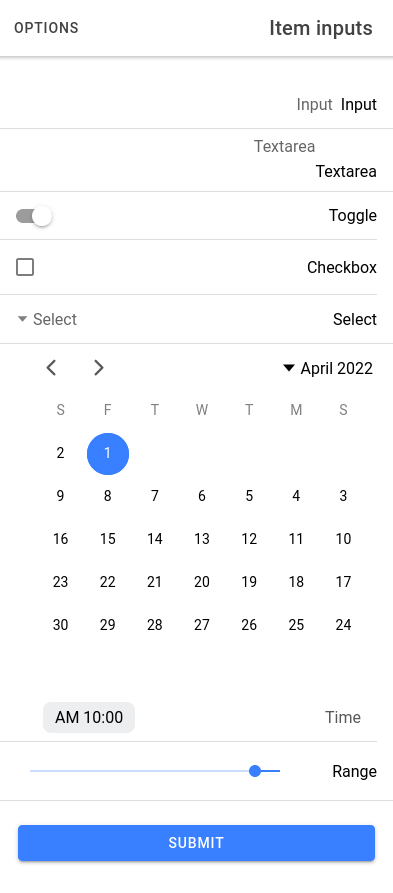 OPTIONS Item inputs
Input Input
Textarea
Textarea
Toggle
Checkbox
Select Select
April 2022
S F T W T M S
2 1
9 8 7 6 5 4 3
16 15 14 13 12 11 10
23 22 21 20 19 18 17
30 29 28 27 26 25 24
AM 10:00 Time
Range
SUBMIT